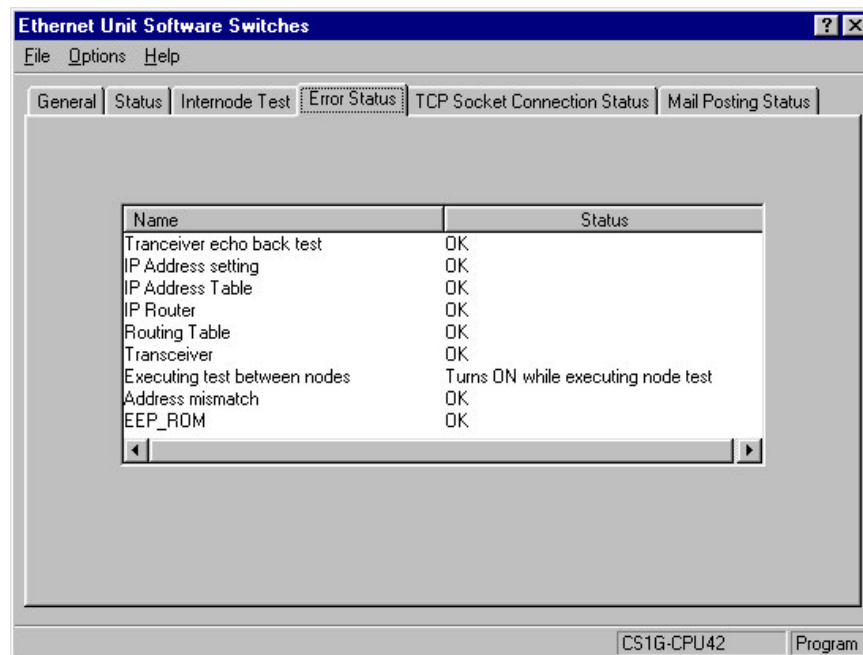 Ethernet Unit Software Switches
File Options Help
General Status Internode Test Error Status TCP Socket Connection Status Mail Posting Status
Name Status
Tranceiver echo back test OK
IP Address setting OK
IP Address Table OK
IP Router OK
Routing Table OK
Transceiver OK
Executing test between nodes Turns ON while executing node test
Address mismatch OK
EEP_ROM OK
CS1G-CPU42 Program